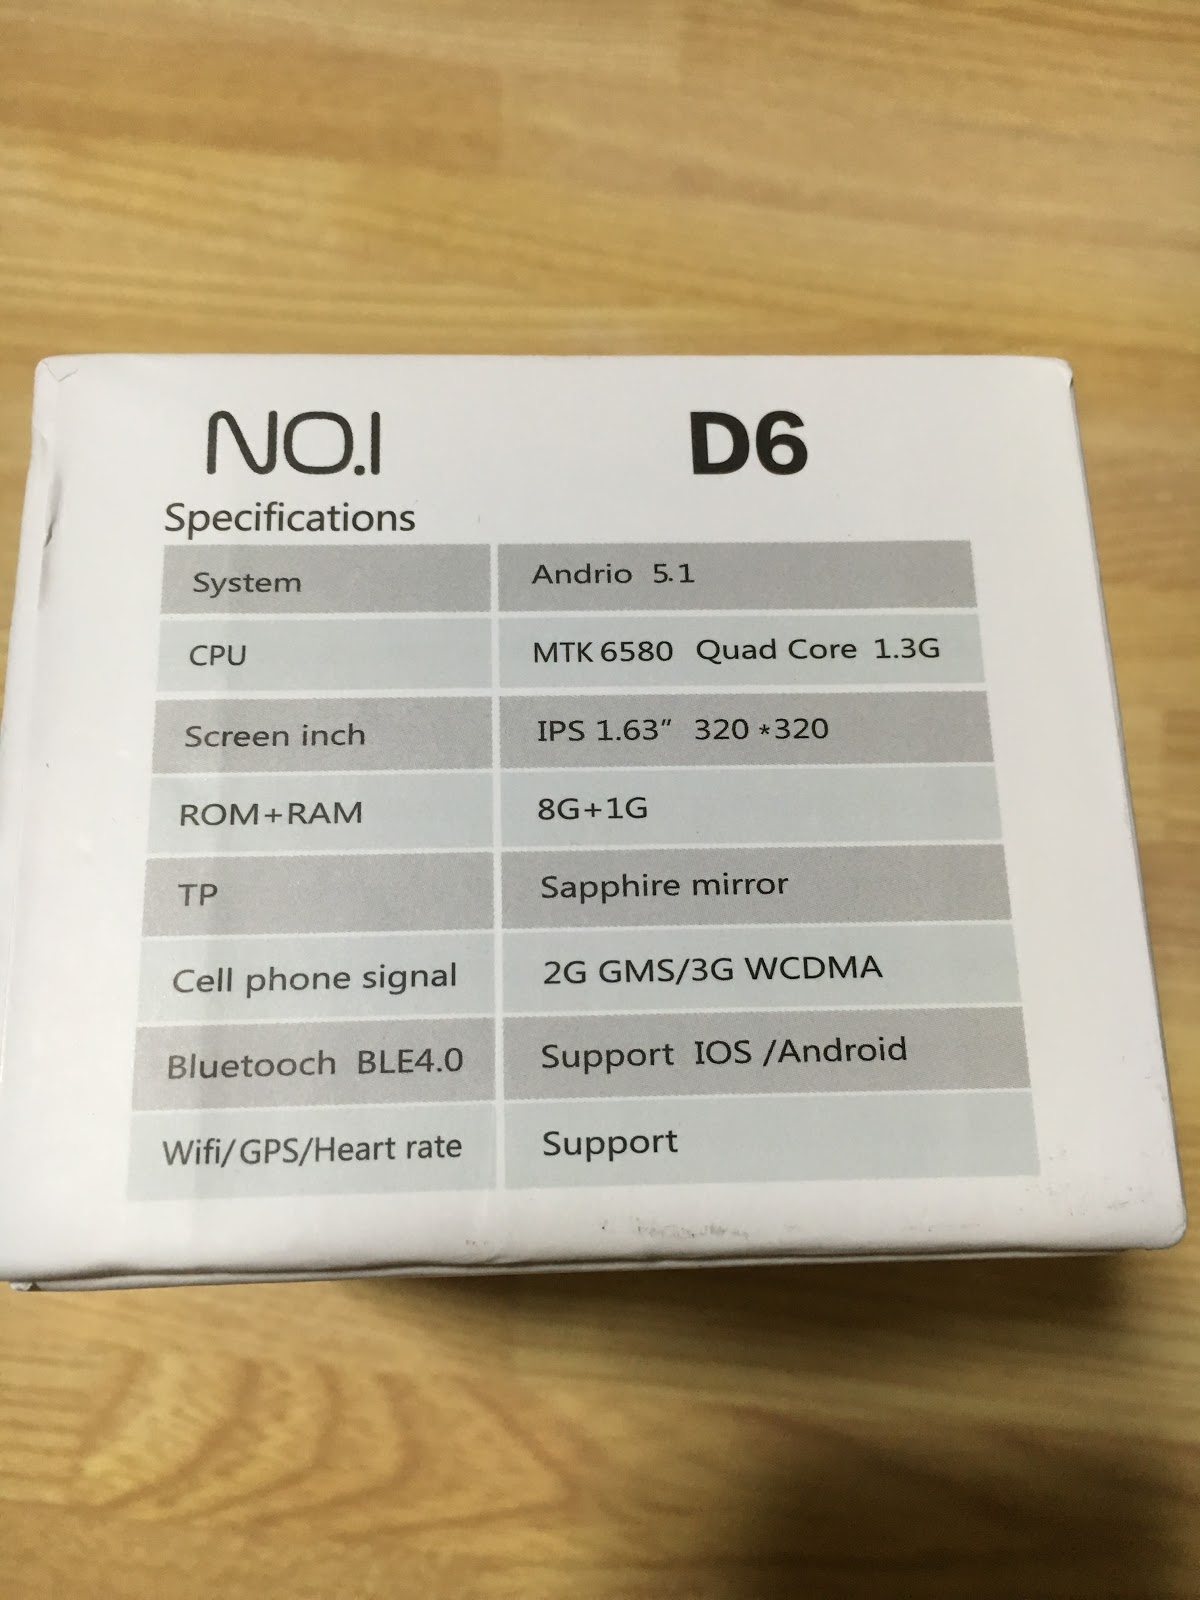 NO.1 D6
Specifications
System Andrio 5.1
CPU MTK 6580 Quad Core 1.3G
Screen inch IPS 1.63" 320 *320
ROM+RAM 8G+1G
TP Sapphire mirror
Cell phone signal 2G GMS/3G WCDMA
Bluetooch BLE4.0 Support IOS /Android
Wifi/GPS/Heart rate Support